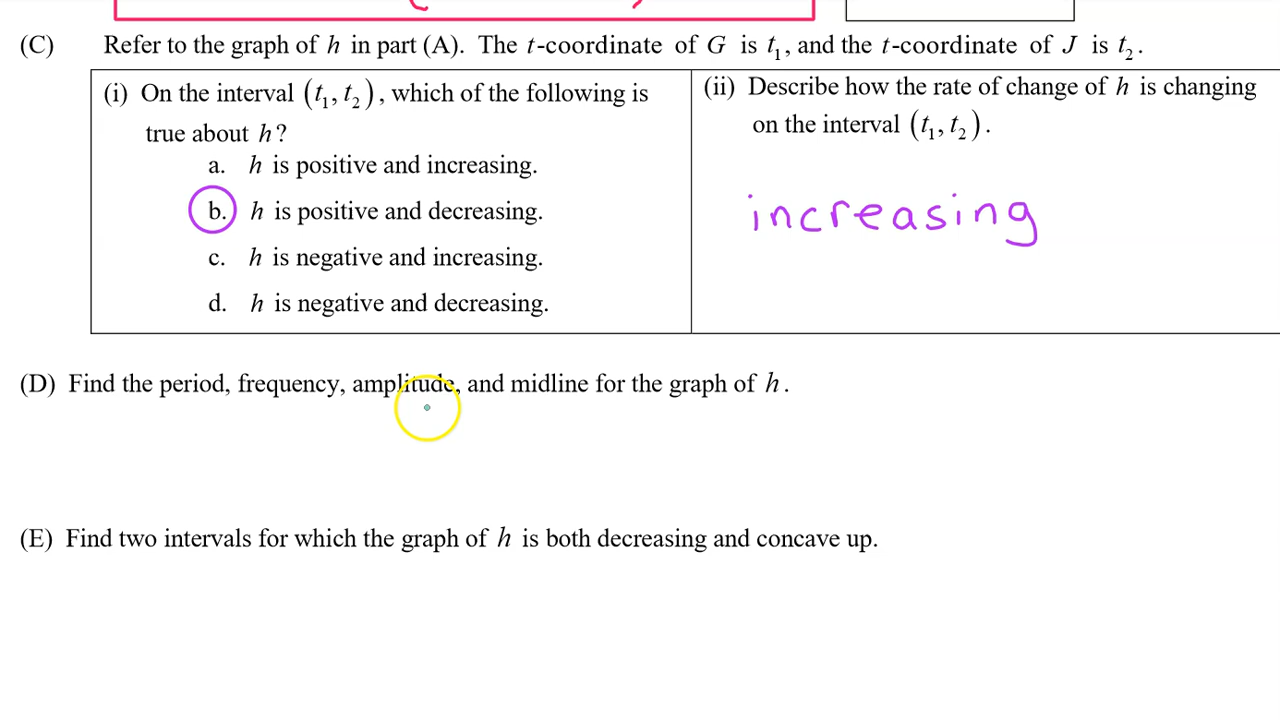 (C) Refer to the graph of h in part (A). The t-coordinate of G is t₁, and the t-coordinate of J is t₂.
(i) On the interval (t₁, t₂), which of the following is
true about h?
a. h is positive and increasing.
b. h is positive and decreasing.
c. h is negative and increasing.
d. h is negative and decreasing.
(ii) Describe how the rate of change of h is changing
on the interval (t₁, t₂).
increasing
(D) Find the period, frequency, amplitude, and midline for the graph of h.
(E) Find two intervals for which the graph of h is both decreasing and concave up.